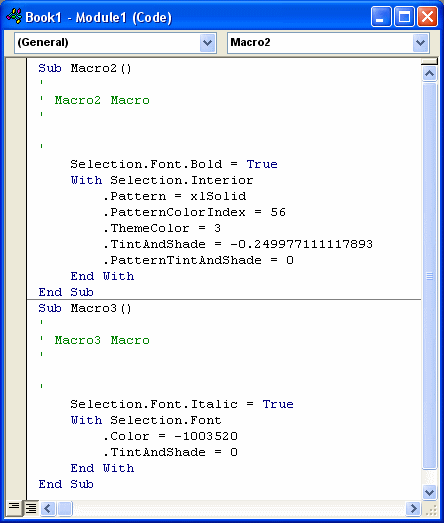 Book1 - Module1 (Code)
(General) Macro2
Sub Macro2()
'
' Macro2 Macro
'

'
    Selection.Font.Bold = True
    With Selection.Interior
        .Pattern = xlSolid
        .PatternColorIndex = 56
        .ThemeColor = 3
        .TintAndShade = -0.249977111117893
        .PatternTintAndShade = 0
    End With
End Sub
Sub Macro3()
'
' Macro3 Macro
'

'
    Selection.Font.Italic = True
    With Selection.Font
        .Color = -1003520
        .TintAndShade = 0
    End With
End Sub